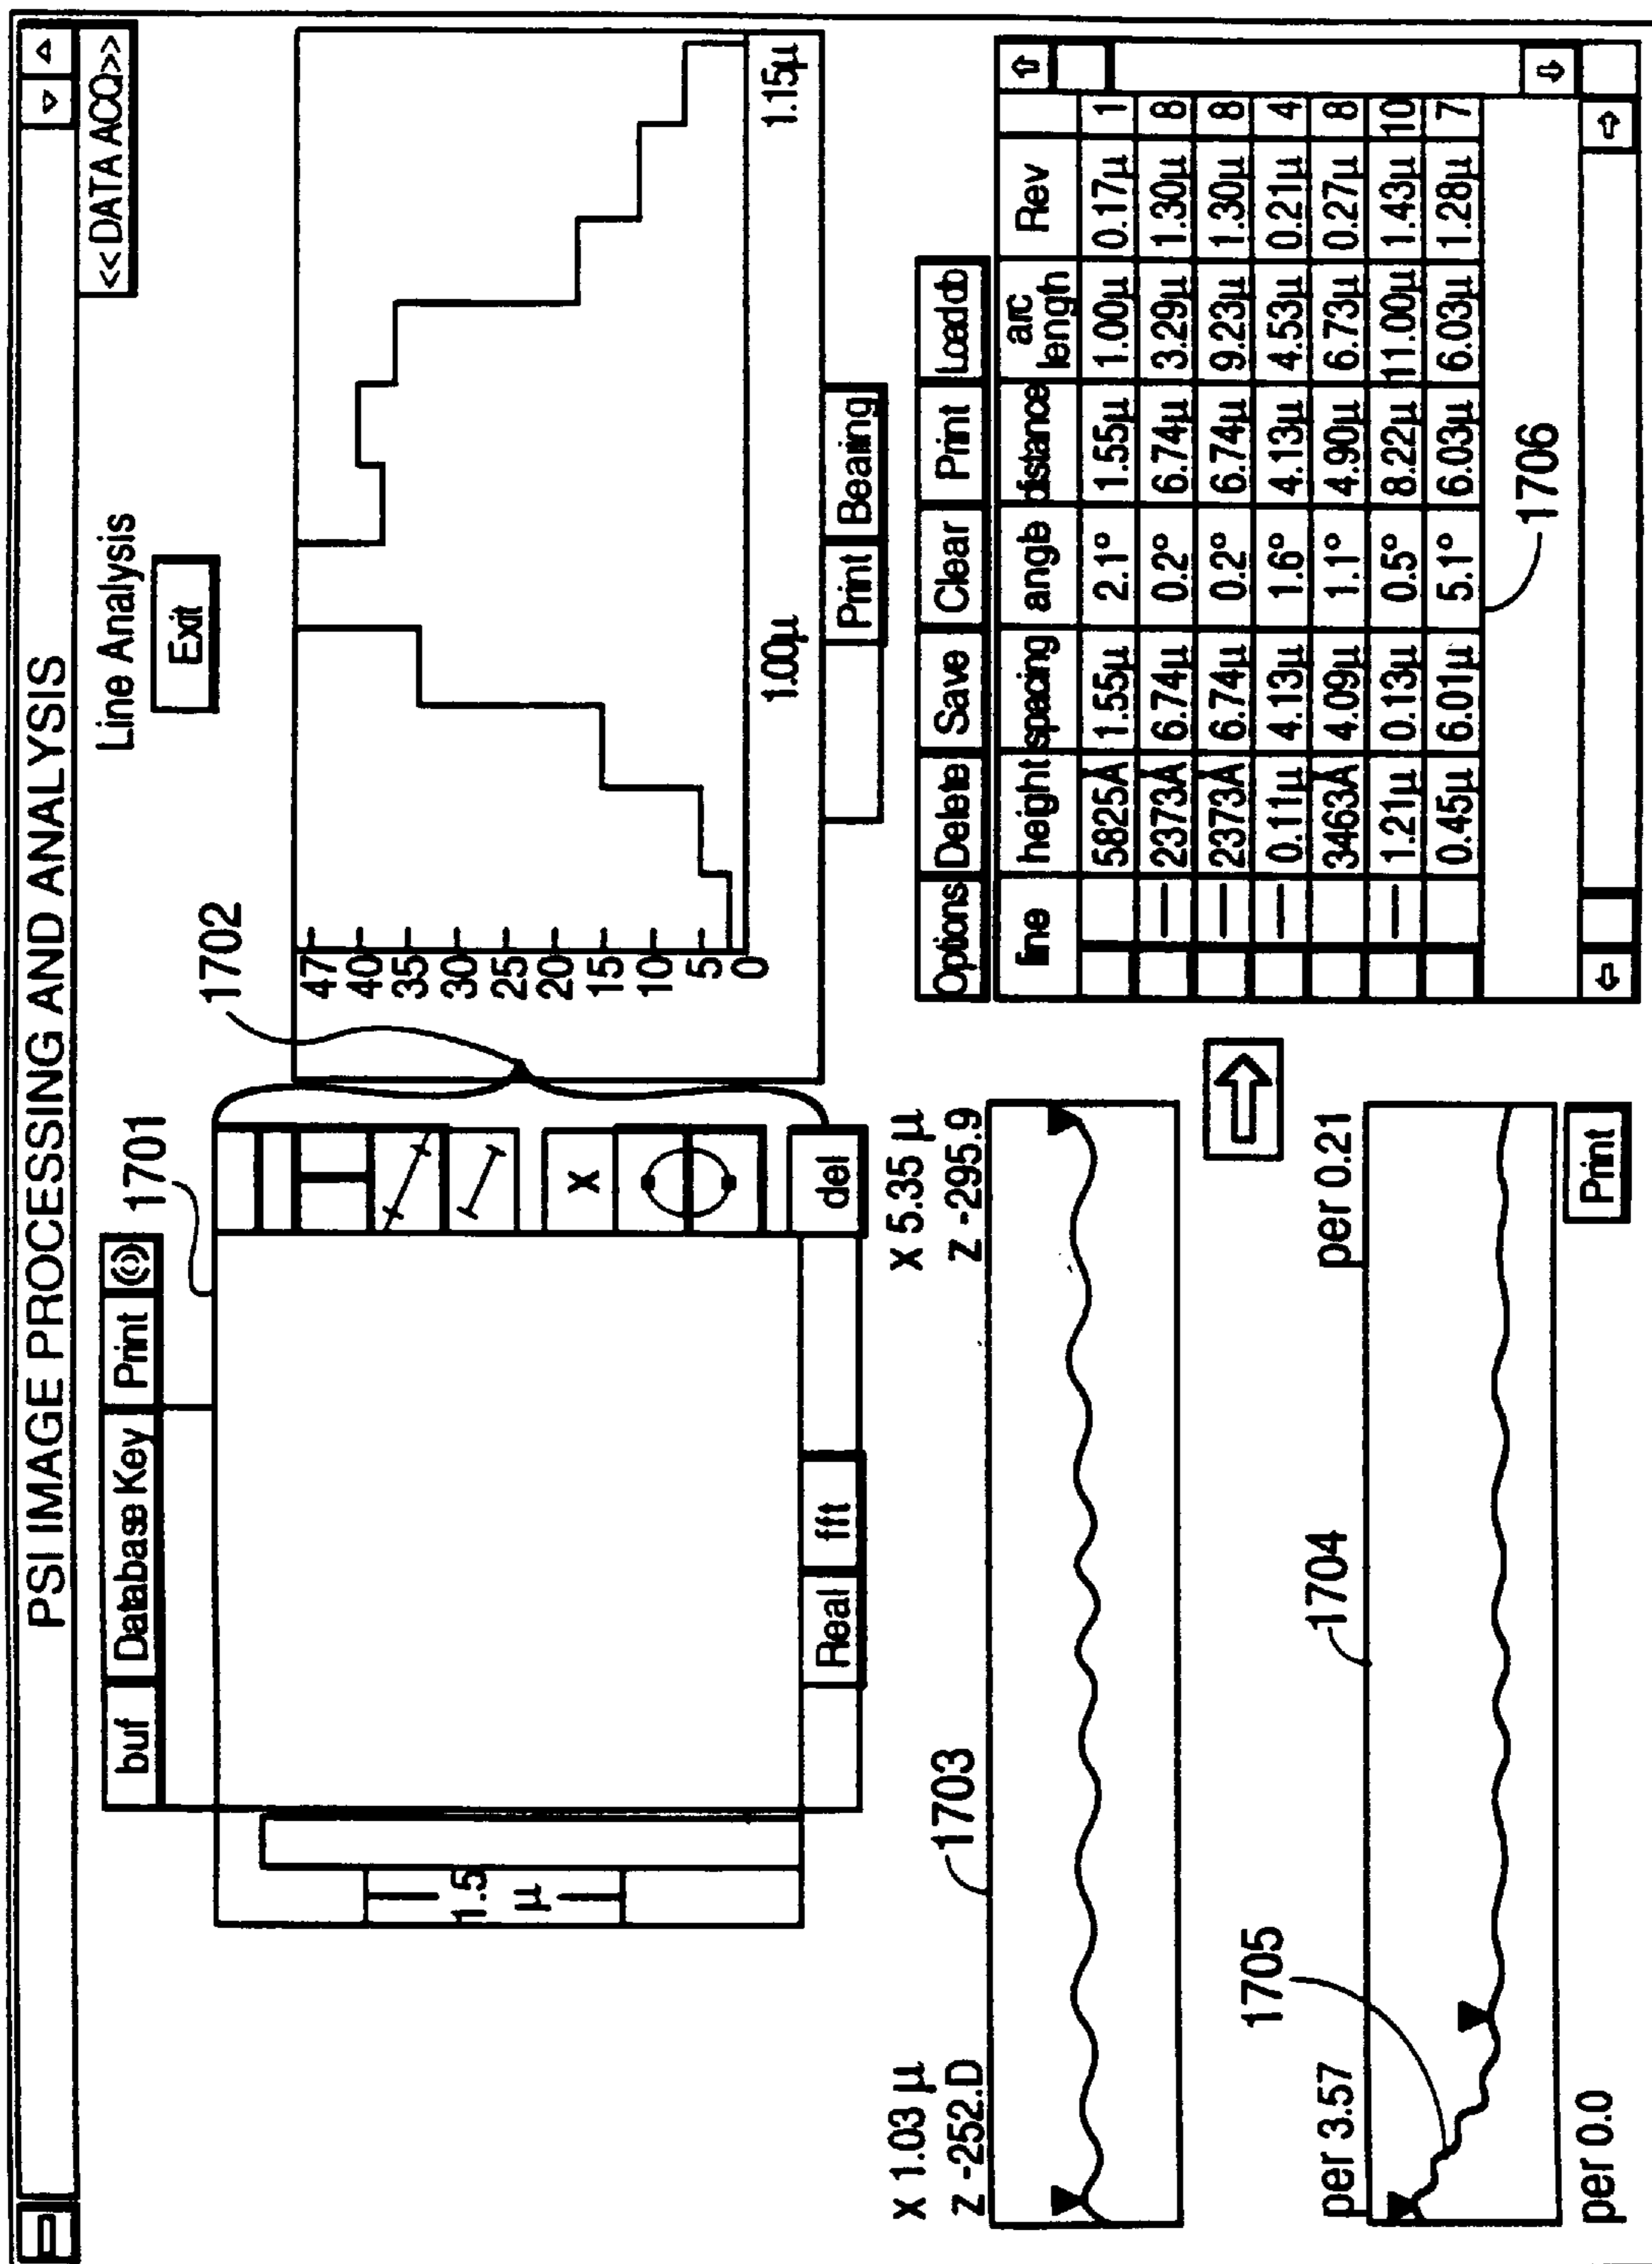 PSI IMAGE PROCESSING AND ANALYSIS
<<DATA ACQ>>
Line Analysis
Exit
buf Database Key Print
1701
1702
1.5
μ
X
del
Real fft
47
40
35
30
25
20
15
10
5
0
1.00μ 1.15μ
Print Bearing
x 1.03 μ x 5.35 μ
z -252.D z -295.9
1703
per 3.57 per 0.21
1705
1704
per 0.0
Print
Options Delete Save Clear Print Load db
line height spacing angle distance arc length Rev
5825Å 1.55μ 2.1° 1.55μ 1.00μ 0.17μ 1
— 2373Å 6.74μ 0.2° 6.74μ 3.29μ 1.30μ 8
— 2373Å 6.74μ 0.2° 6.74μ 9.23μ 1.30μ 8
— 0.11μ 4.13μ 1.6° 4.13μ 4.53μ 0.21μ 4
3463Å 4.09μ 1.1° 4.90μ 6.73μ 0.27μ 8
— 1.21μ 0.13μ 0.5° 8.22μ 11.00μ 1.43μ 10
0.45μ 6.01μ 5.1° 6.03μ 6.03μ 1.28μ 7
1706